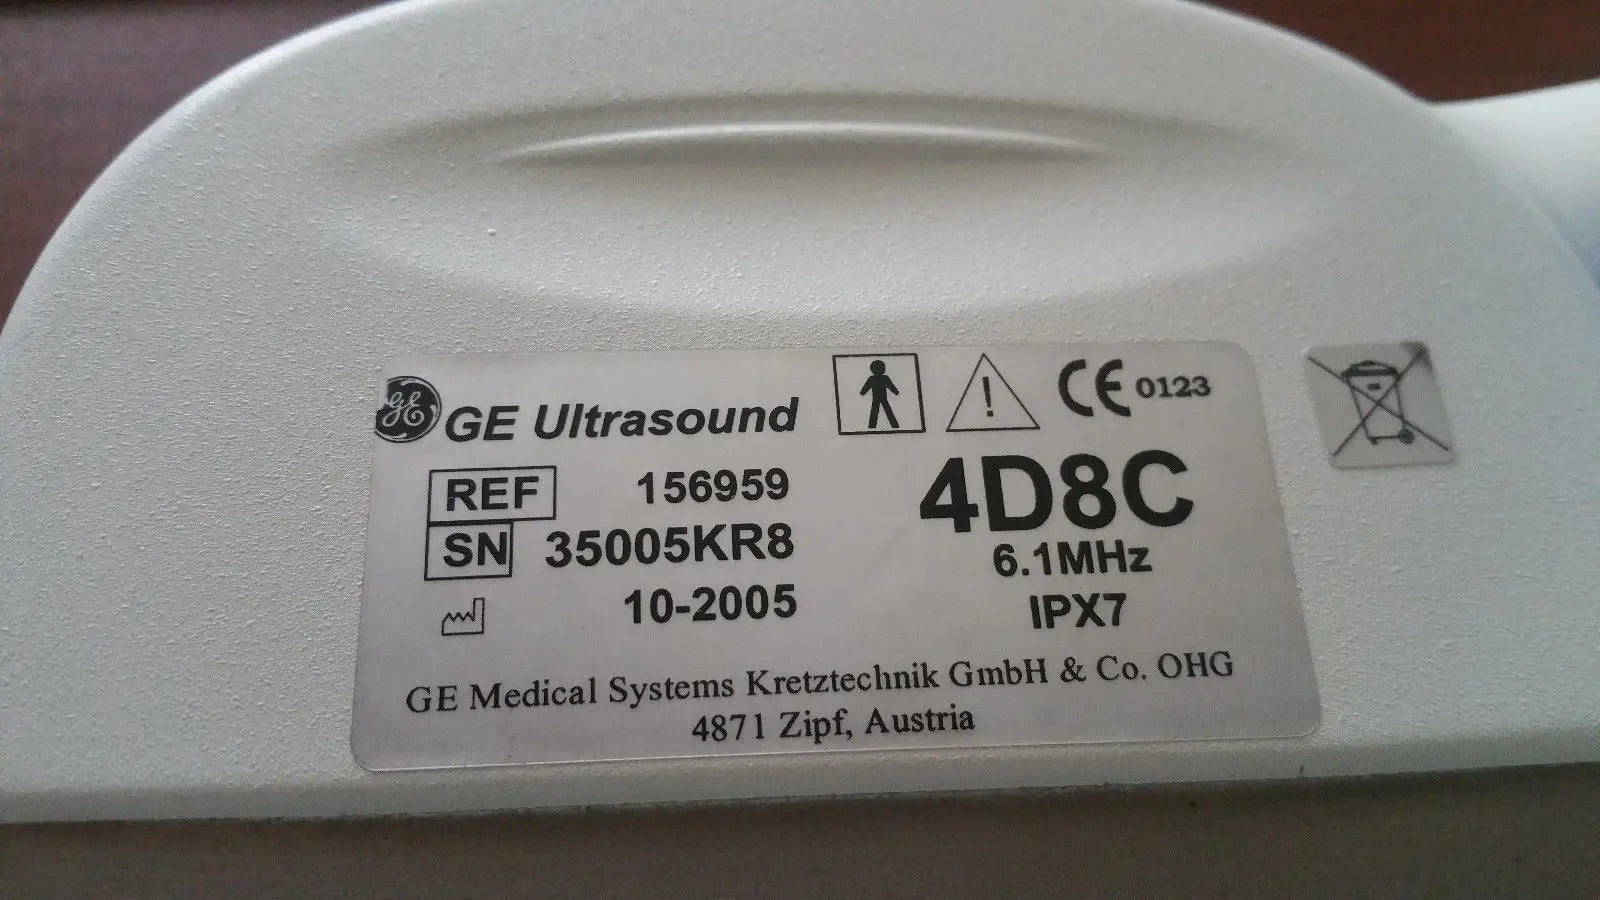 GE GE Ultrasound
CE 0123
REF 156959
SN 35005KR8
10-2005
4D8C
6.1MHz
IPX7
GE Medical Systems Kretztechnik GmbH & Co. OHG
4871 Zipf, Austria